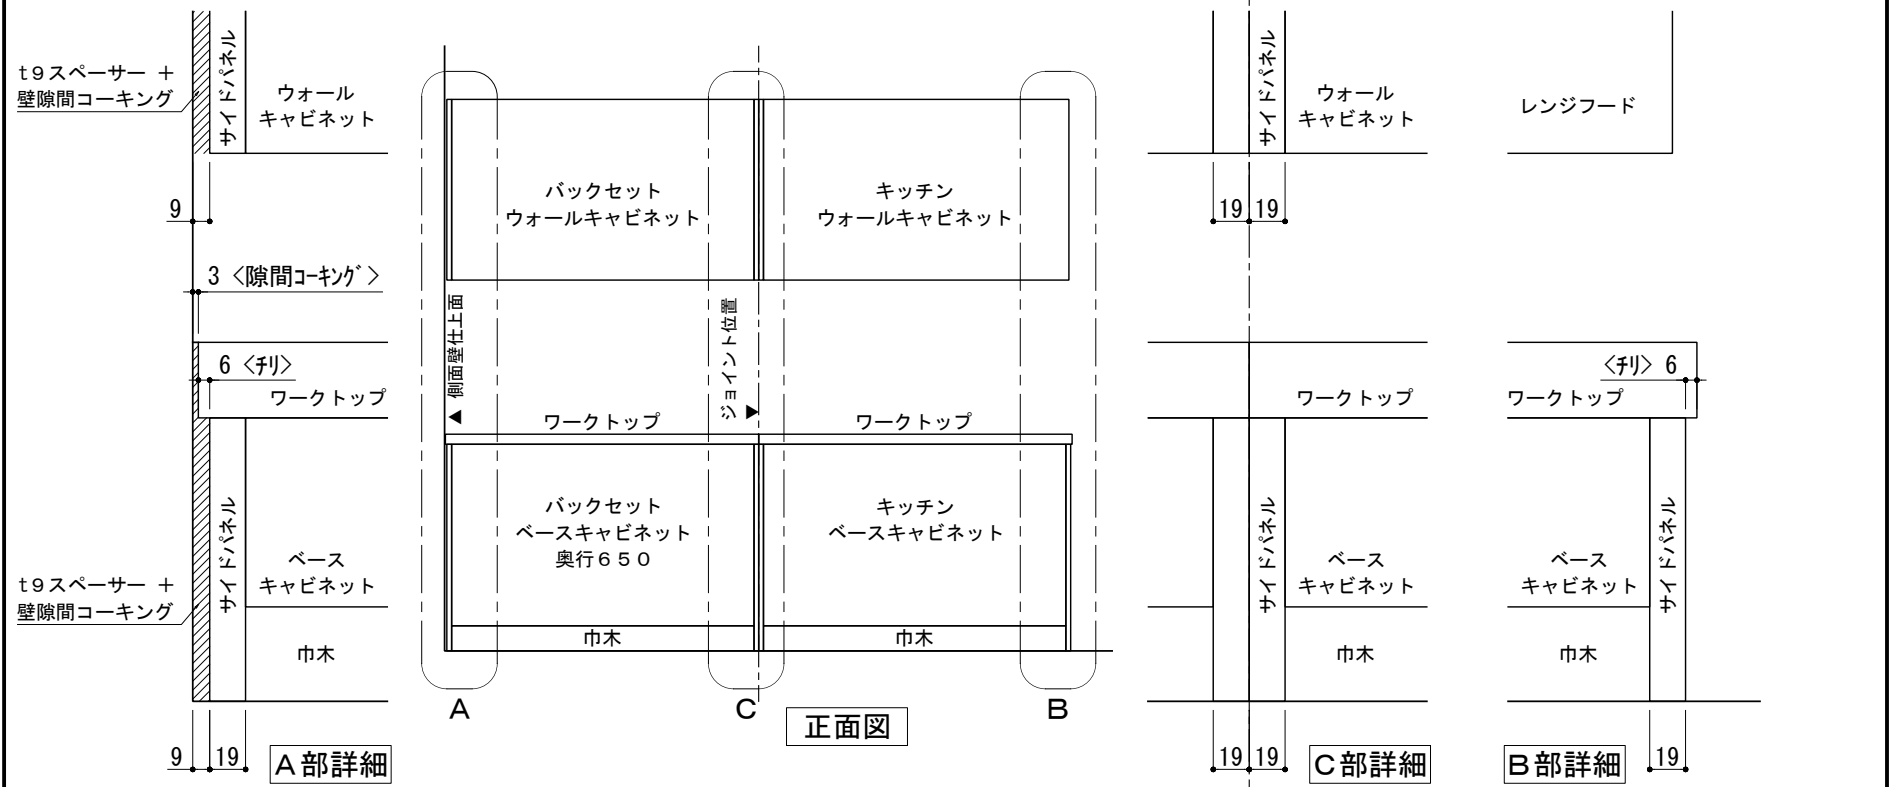 t9スペーサー ＋
壁隙間コーキング
サイドパネル
ウォール
キャビネット
9
3 〈隙間ｺｰｷﾝｸﾞ〉
6 〈ﾁﾘ〉
ワークトップ
t9スペーサー ＋
壁隙間コーキング
サイドパネル
ベース
キャビネット
巾木
9
19
A部詳細
バックセット
ウォールキャビネット
キッチン
ウォールキャビネット
▲ 側面壁仕上面
ジョイント位置 ▼
ワークトップ
ワークトップ
バックセット
ベースキャビネット
奥行650
キッチン
ベースキャビネット
巾木
巾木
A
C
B
正面図
サイドパネル
ウォール
キャビネット
19
19
ワークトップ
サイドパネル
ベース
キャビネット
巾木
19
19
C部詳細
レンジフード
〈ﾁﾘ〉 6
ワークトップ
ベース
キャビネット
サイドパネル
巾木
B部詳細
19